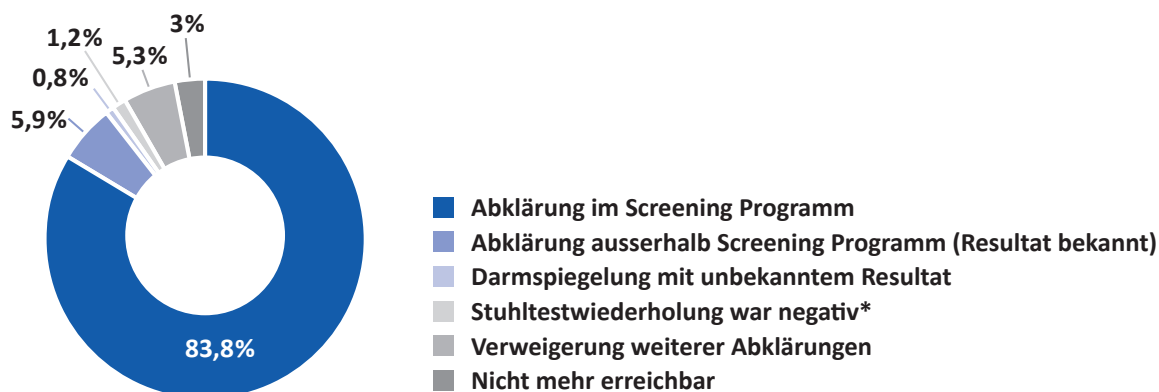 3%
1,2%
5,3%
0,8%
5,9%
83,8%
Abklärung im Screening Programm
Abklärung ausserhalb Screening Programm (Resultat bekannt)
Darmspiegelung mit unbekanntem Resultat
Stuhltestwiederholung war negativ*
Verweigerung weiterer Abklärungen
Nicht mehr erreichbar